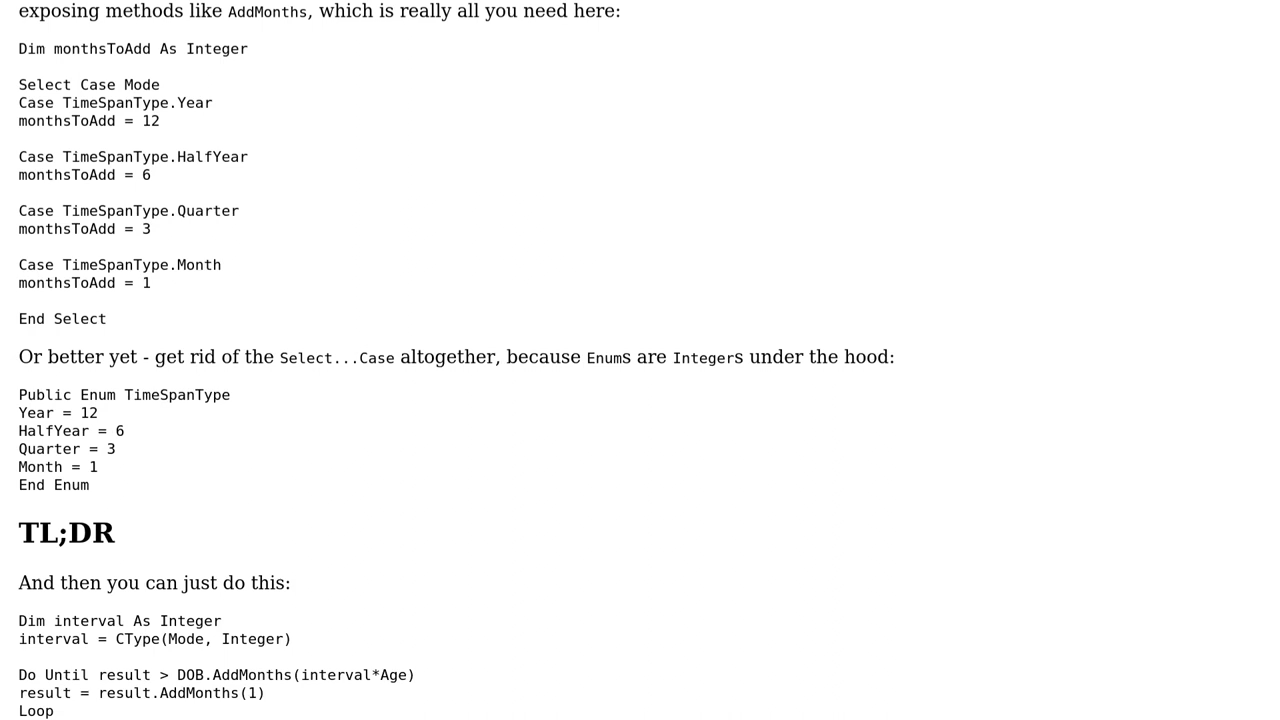 exposing methods like AddMonths, which is really all you need here:
Dim monthsToAdd As Integer
Select Case Mode
Case TimeSpanType.Year
monthsToAdd = 12
Case TimeSpanType.HalfYear
monthsToAdd = 6
Case TimeSpanType.Quarter
monthsToAdd = 3
Case TimeSpanType.Month
monthsToAdd = 1
End Select
Or better yet - get rid of the Select...Case altogether, because Enums are Integers under the hood:
Public Enum TimeSpanType
Year = 12
HalfYear = 6
Quarter = 3
Month = 1
End Enum
TL;DR
And then you can just do this:
Dim interval As Integer
interval = CType(Mode, Integer)
Do Until result > DOB.AddMonths(interval*Age)
result = result.AddMonths(1)
Loop